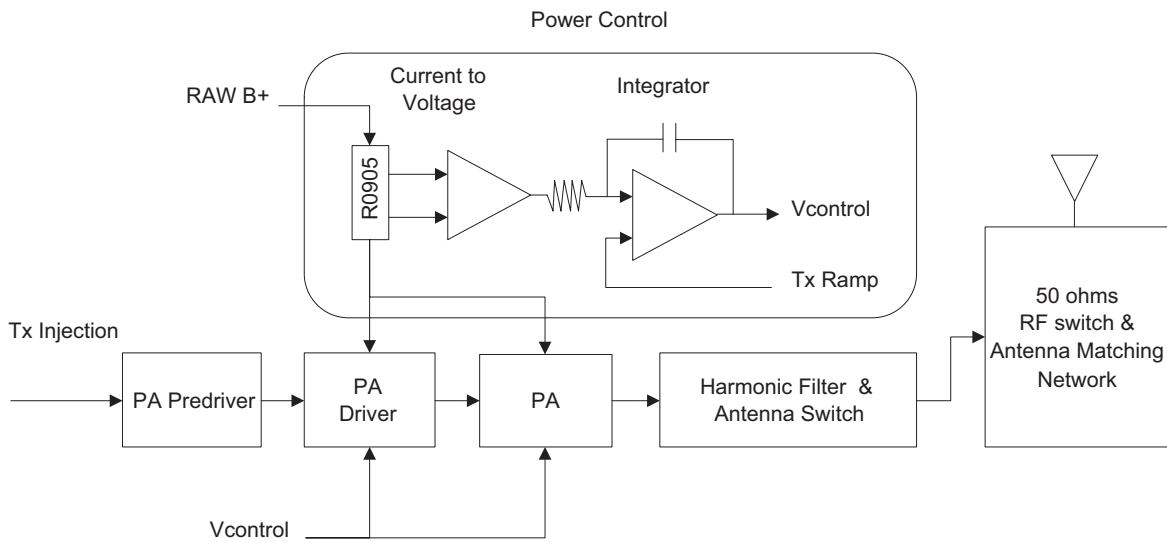 Power Control
Current to
Voltage
Integrator
RAW B+
R0905
Vcontrol
Tx Ramp
50 ohms
RF switch &
Antenna Matching
Network
Tx Injection
PA Predriver
PA
Driver
PA
Harmonic Filter &
Antenna Switch
Vcontrol